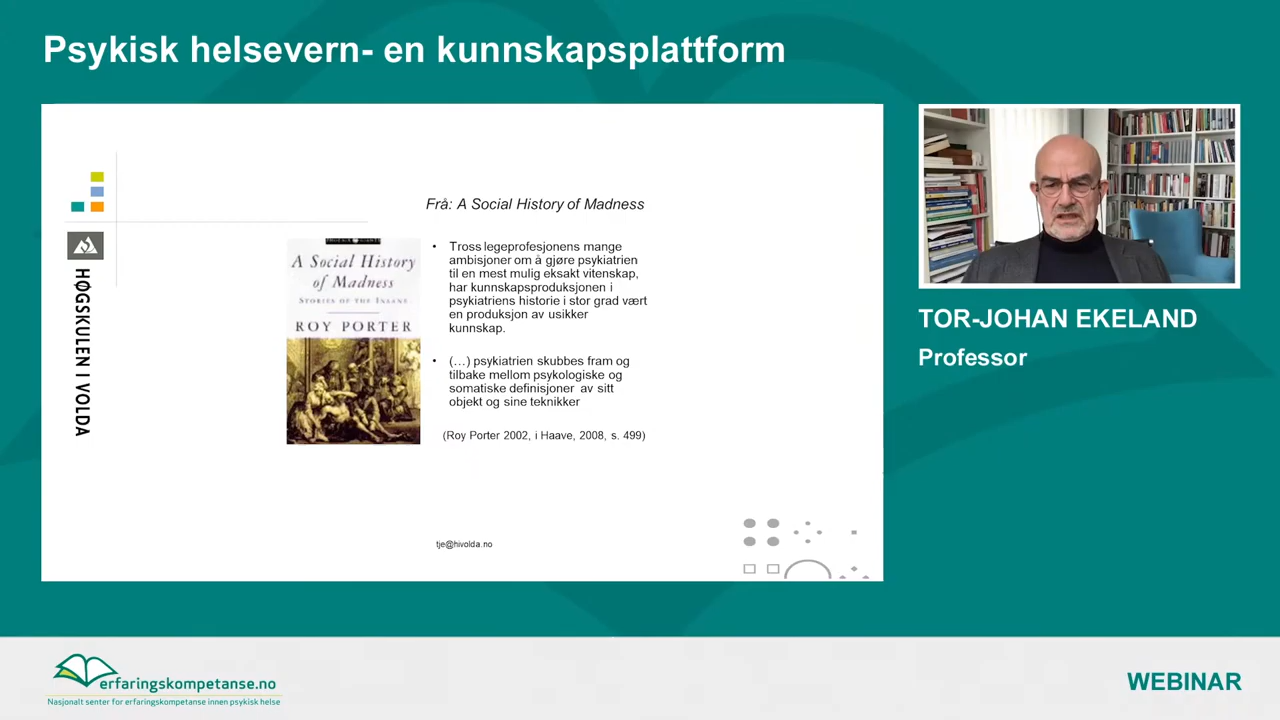 Psykisk helsevern- en kunnskapsplattform
HØGSKULEN I VOLDA
Frå: A Social History of Madness
A Social History
of Madness
STORIES OF THE INSANE
ROY PORTER
• Tross legeprofesjonens mange
ambisjoner om å gjøre psykiatrien
til en mest mulig eksakt vitenskap,
har kunnskapsproduksjonen i
psykiatriens historie i stor grad vært
en produksjon av usikker
kunnskap.
• (…) psykiatrien skubbes fram og
tilbake mellom psykologiske og
somatiske definisjoner av sitt
objekt og sine teknikker
(Roy Porter 2002, i Haave, 2008, s. 499)
tje@hivolda.no
TOR-JOHAN EKELAND
Professor
erfaringskompetanse.no
Nasjonalt senter for erfaringskompetanse innen psykisk helse
WEBINAR